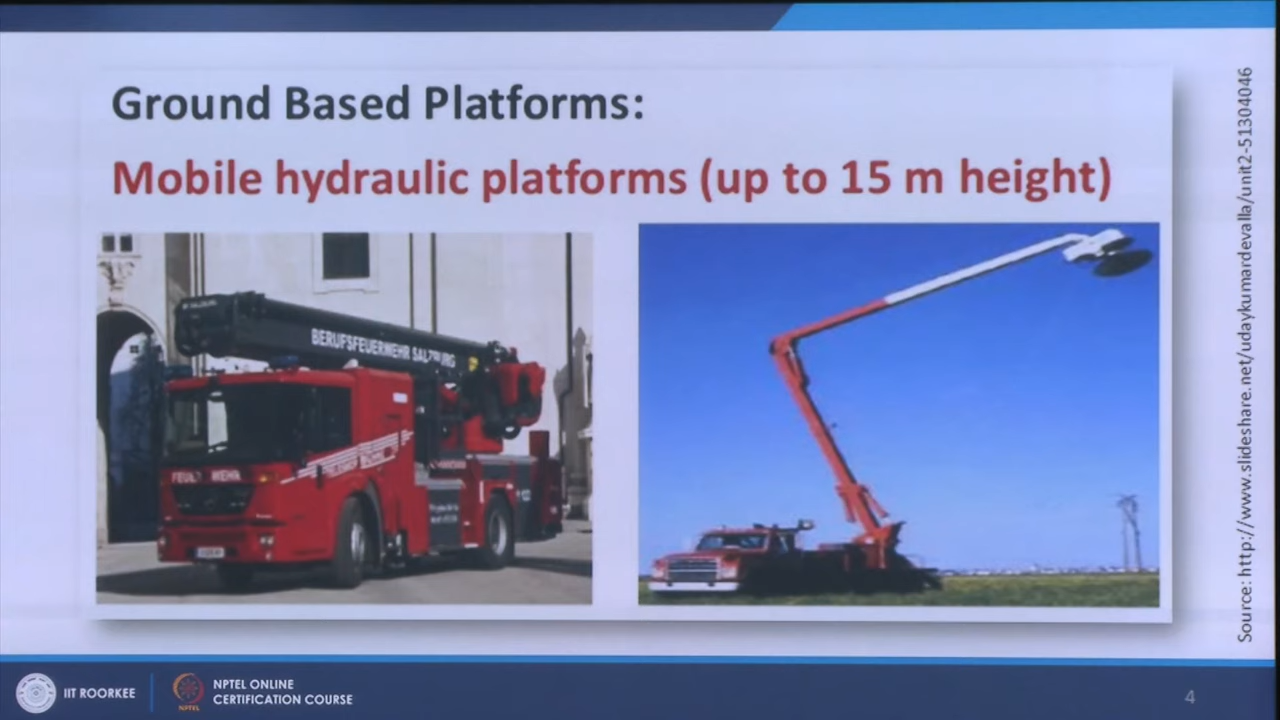 Ground Based Platforms:
Mobile hydraulic platforms (up to 15 m height)
BERUFSFEUERWEHR SALZBURG
Source: http://www.slideshare.net/udaykumardevalla/unit2-51304046
IIT ROORKEE
NPTEL
NPTEL ONLINE
CERTIFICATION COURSE
4